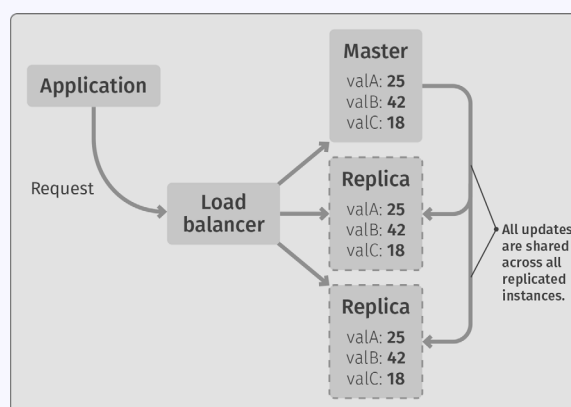 Application
Request
Load
balancer
Master
valA: 25
valB: 42
valC: 18
Replica
valA: 25
valB: 42
valC: 18
Replica
valA: 25
valB: 42
valC: 18
All updates
are shared
across all
replicated
instances.